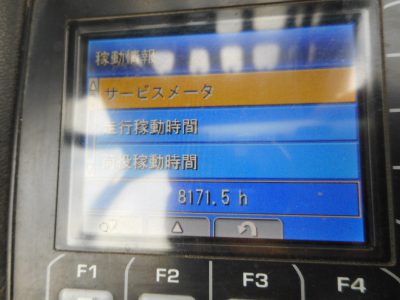 稼動情報
サービスメータ
走行稼動時間
荷役稼動時間
8171.5 h
F1
F2
F3
F4